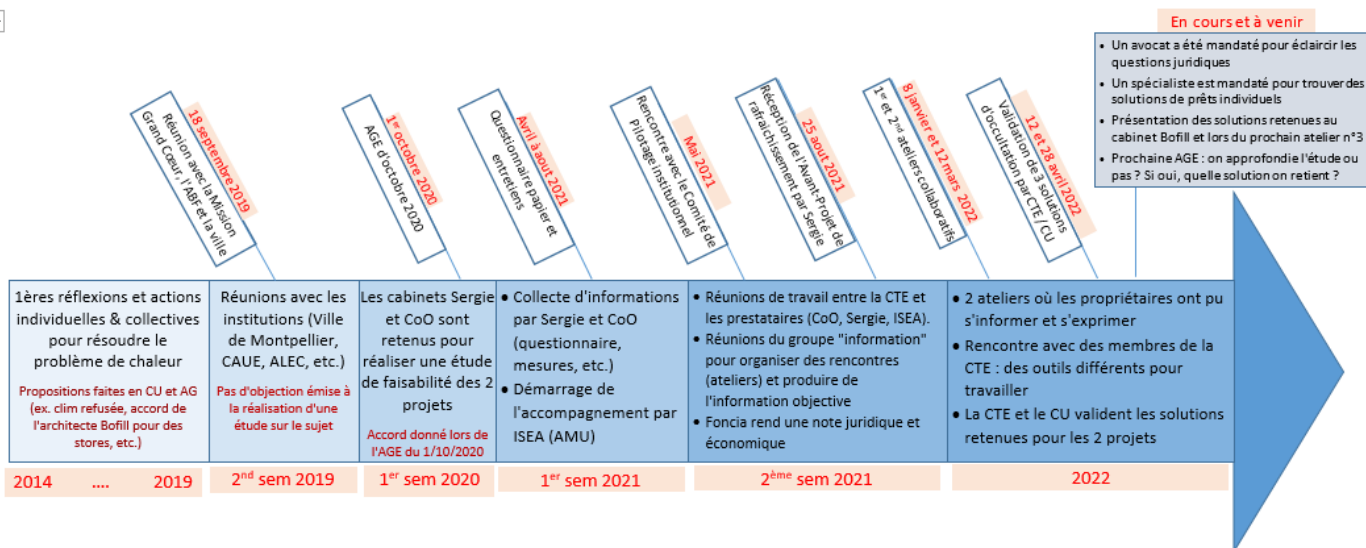 En cours et à venir
• Un avocat a été mandaté pour éclaircir les
questions juridiques
• Un spécialiste est mandaté pour trouver des
solutions de prêts individuels
• Présentation des solutions retenues au
cabinet Bofill et lors du prochain atelier n°3
• Prochaine AGE : on approfondie l'étude ou
pas ? Si oui, quelle solution on retient ?
18 septembre 2019
Réunion avec la Mission
Grand Cœur, l'ABF et la ville
1er octobre 2020
AGE d'octobre 2020
Avril à aout 2021
Questionnaire papier et
entretiens
Mai 2021
Rencontre avec le Comité de
Pilotage Institutionnel
25 aout 2021
Réception de l'Avant-Projet de
rafraichissement par Sergie
8 janvier et 12 mars 2022
1er et 2nd ateliers collaboratifs
12 et 28 avril 2022
Validation de 3 solutions
d'occultation par CTE / CU
1ères réflexions et actions
individuelles & collectives
pour résoudre le
problème de chaleur
Propositions faites en CU et AG
(ex. clim refusée, accord de
l'architecte Bofill pour des
stores, etc.)
Réunions avec les
institutions (Ville
de Montpellier,
CAUE, ALEC, etc.)
Pas d'objection émise à
la réalisation d'une
étude sur le sujet
Les cabinets Sergie
et CoO sont
retenus pour
réaliser une étude
de faisabilité des 2
projets
Accord donné lors de
l'AGE du 1/10/2020
• Collecte d'informations
par Sergie et CoO
(questionnaire,
mesures, etc.)
• Démarrage de
l'accompagnement par
ISEA (AMU)
• Réunions de travail entre la CTE et
les prestataires (CoO, Sergie, ISEA).
• Réunions du groupe "information"
pour organiser des rencontres
(ateliers) et produire de
l'information objective
• Foncia rend une note juridique et
économique
• 2 ateliers où les propriétaires ont pu
s'informer et s'exprimer
• Rencontre avec des membres de la
CTE : des outils différents pour
travailler
• La CTE et le CU valident les solutions
retenues pour les 2 projets
2014 .... 2019
2nd sem 2019
1er sem 2020
1er sem 2021
2ème sem 2021
2022